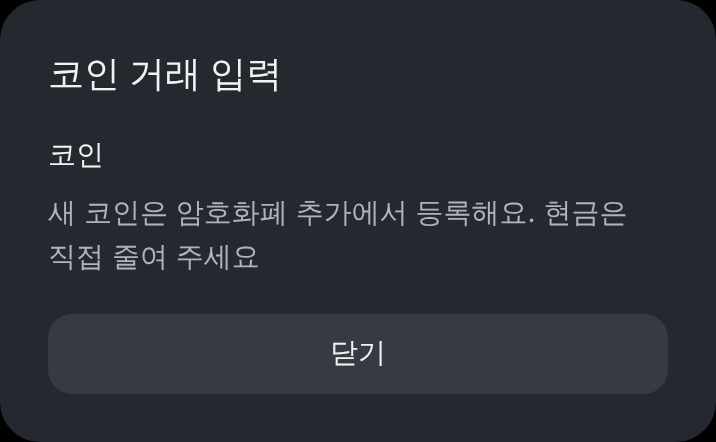 코인 거래 입력
코인
새 코인은 암호화폐 추가에서 등록해요. 현금은
직접 줄여 주세요
닫기